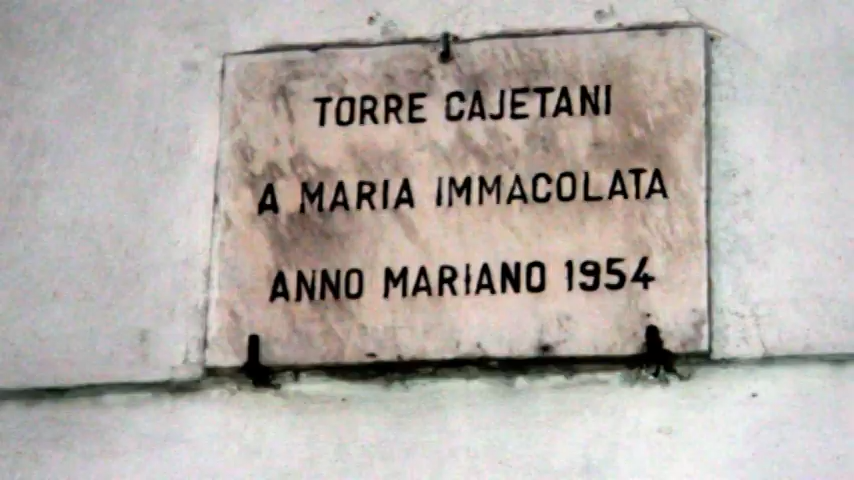 TORRE CAJETANI
A MARIA IMMACOLATA
ANNO MARIANO 1954